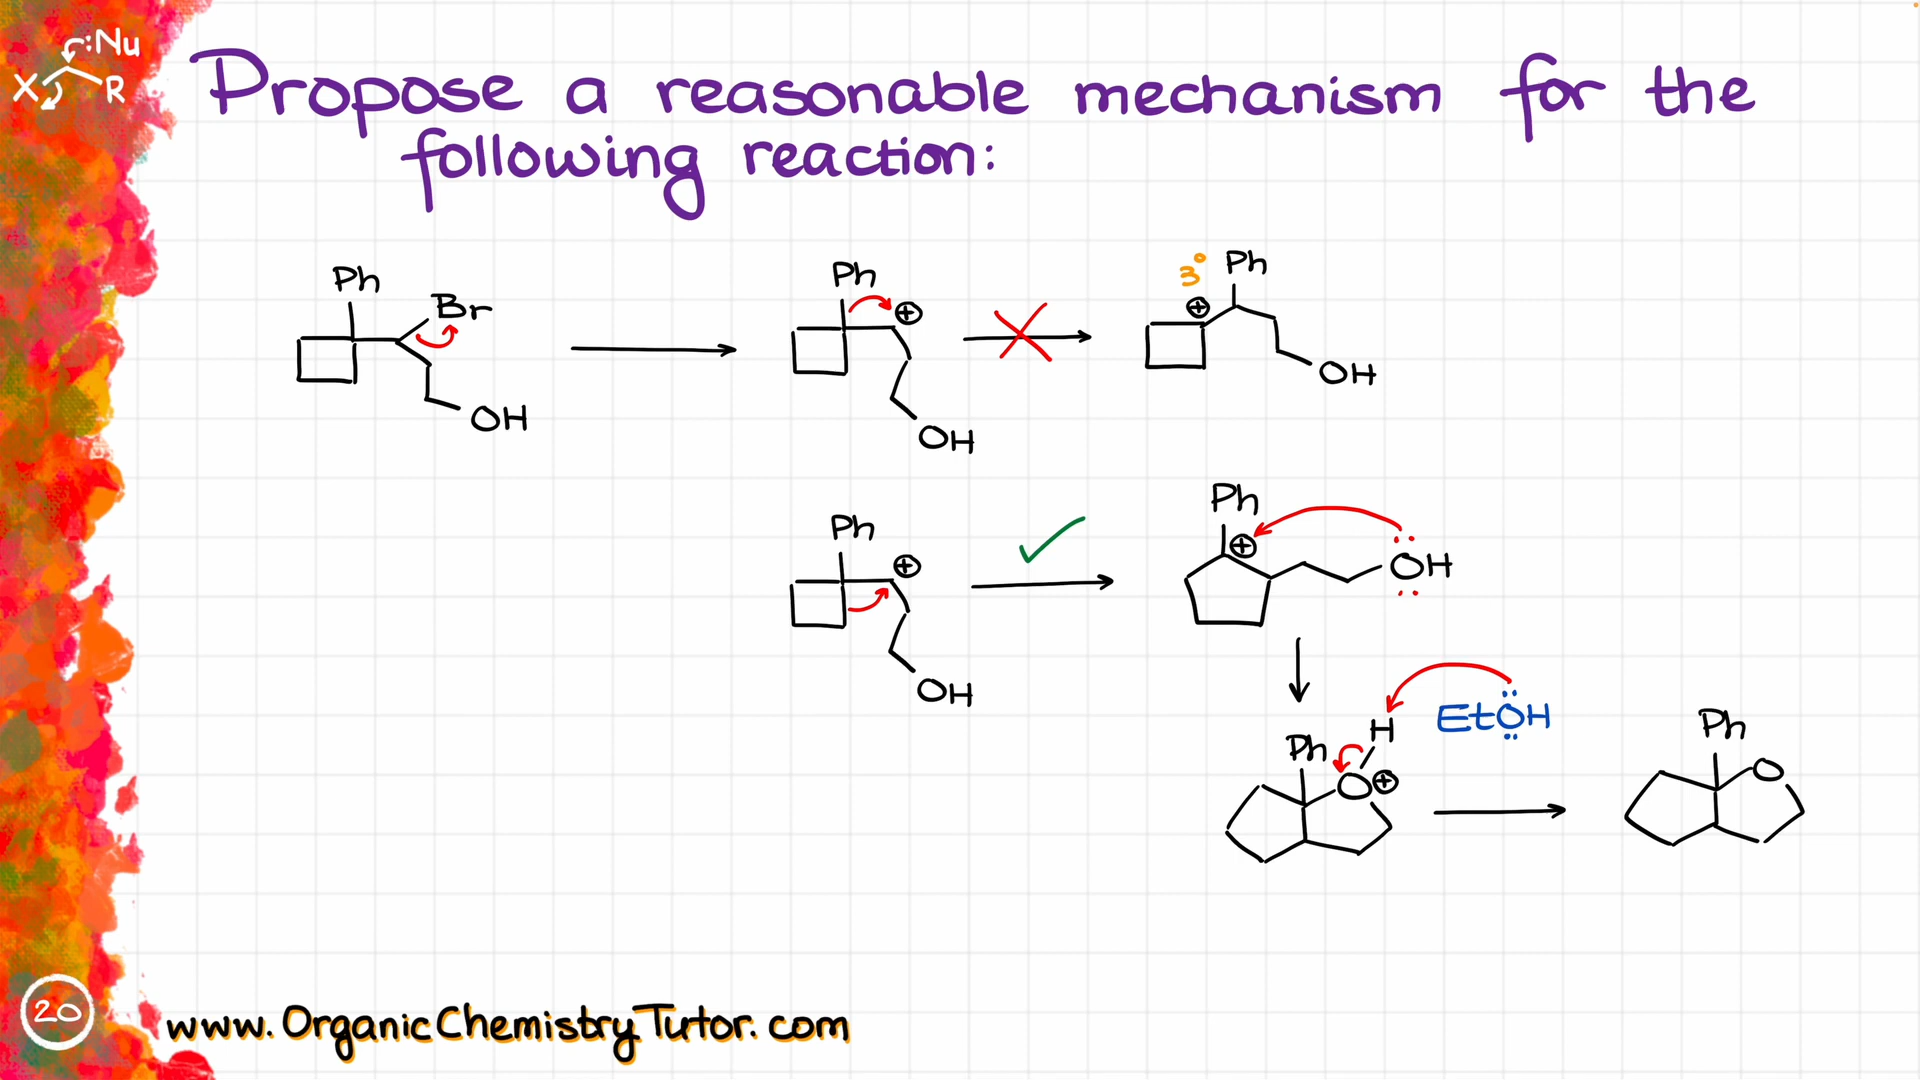 :Nu
X R
Propose a reasonable mechanism for the
following reaction:
Ph
Br
OH
Ph
⊕
OH
3° Ph
⊕
OH
Ph
⊕
OH
Ph
⊕
OH
Ph H
O⊕
EtOH
Ph
O
20
www.OrganicChemistryTutor.com